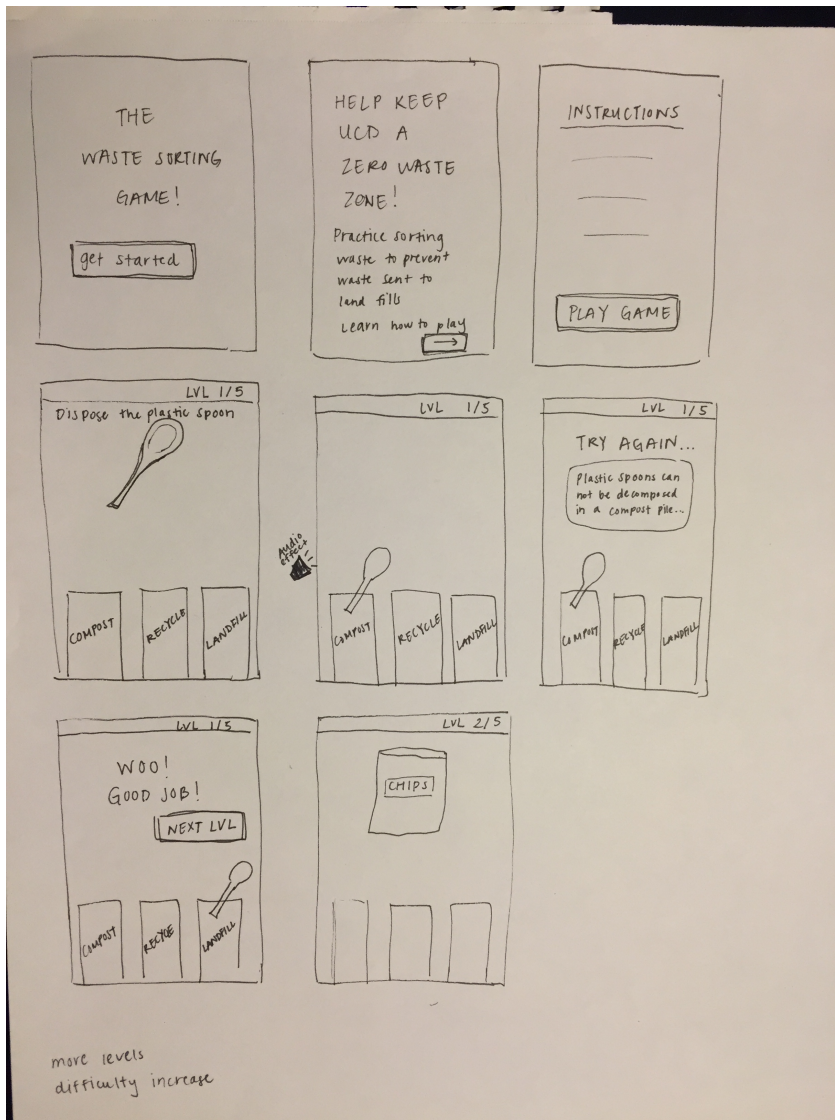 THE
WASTE SORTING
GAME!
get started
HELP KEEP
UCD A
ZERO WASTE
ZONE!
Practice sorting
waste to prevent
waste sent to
land fills
Learn how to play
→
INSTRUCTIONS
PLAY GAME
LVL 1/5
Dispose the plastic spoon
COMPOST
RECYCLE
LANDFILL
Audio
effect
LVL 1/5
COMPOST
RECYCLE
LANDFILL
LVL 1/5
TRY AGAIN...
Plastic spoons can
not be decomposed
in a compost pile...
COMPOST
RECYCLE
LANDFILL
LVL 1/5
WOO!
GOOD JOB!
NEXT LVL
COMPOST
RECYCE
LANDFILL
LVL 2/5
CHIPS
more levels
difficulty increase